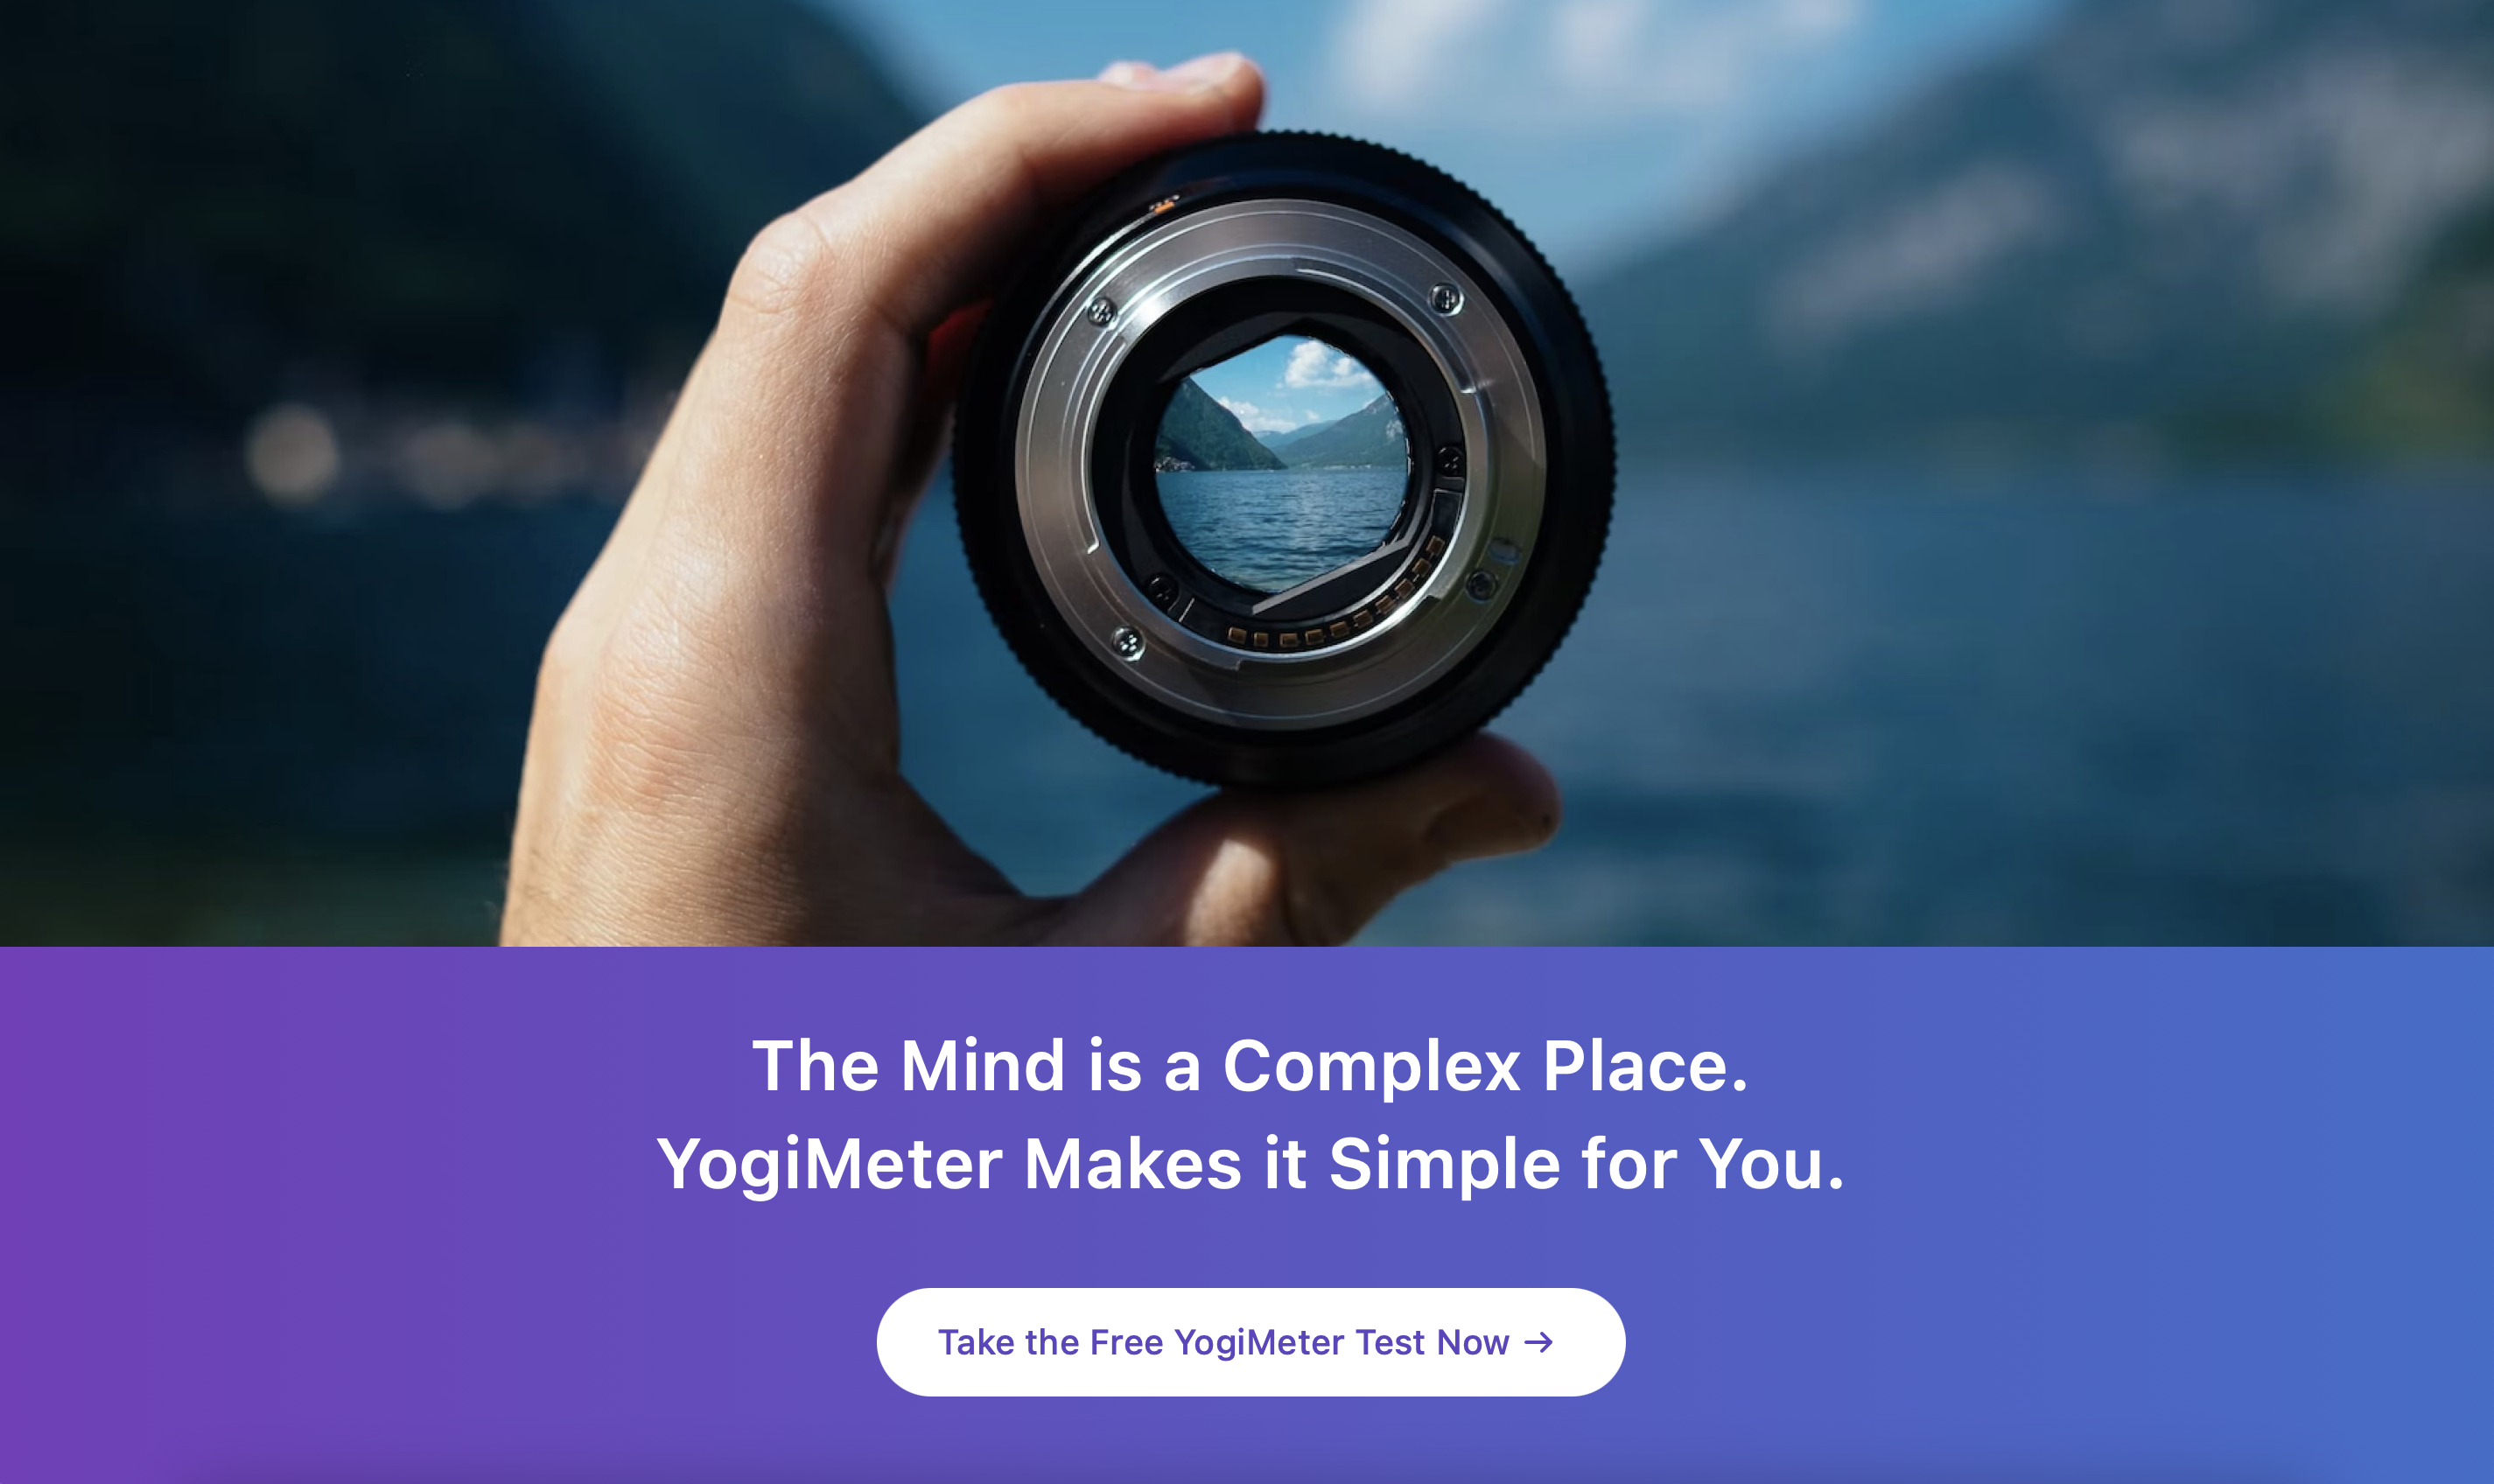 The Mind is a Complex Place.
YogiMeter Makes it Simple for You.
Take the Free YogiMeter Test Now →